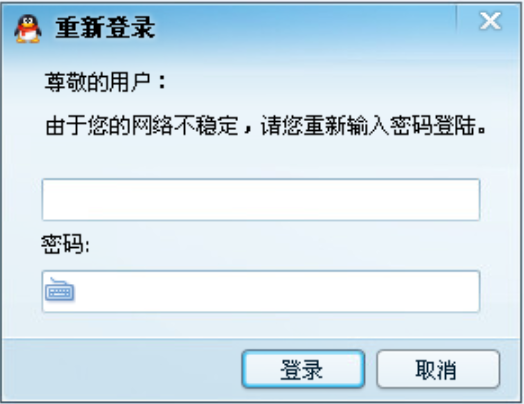 重新登录
尊敬的用户：
由于您的网络不稳定，请您重新输入密码登陆。
密码:
登录
取消